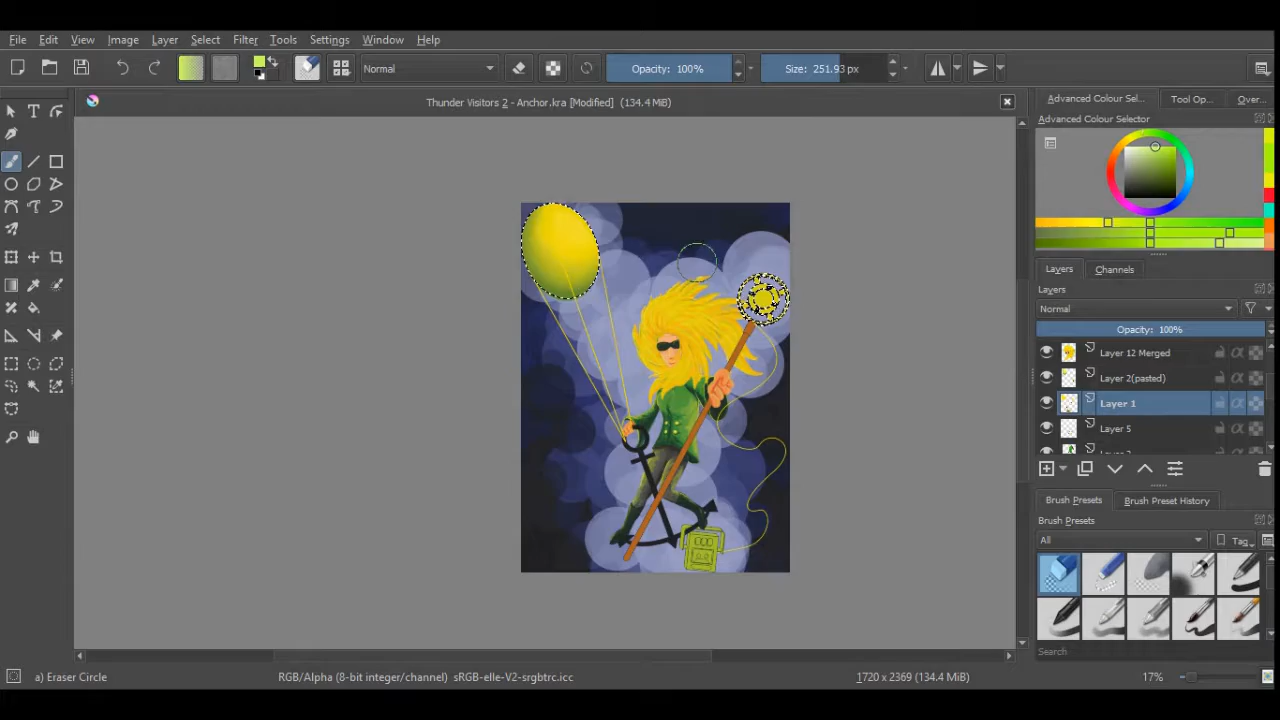 File Edit View Image Layer Select Filter Tools Settings Window Help
Normal Opacity: 100% Size: 251.93 px
Thunder Visitors 2 - Anchor.kra [Modified] (134.4 MiB)
Advanced Colour Sel... Tool Op... Over...
Advanced Colour Selector
Layers Channels
Layers
Normal
Opacity: 100%
Layer 12 Merged
Layer 2(pasted)
Layer 1
Layer 5
Brush Presets Brush Preset History
Brush Presets
All Tag
Search
a) Eraser Circle RGB/Alpha (8-bit integer/channel) sRGB-elle-V2-srgbtrc.icc 1720 x 2369 (134.4 MiB) 17%